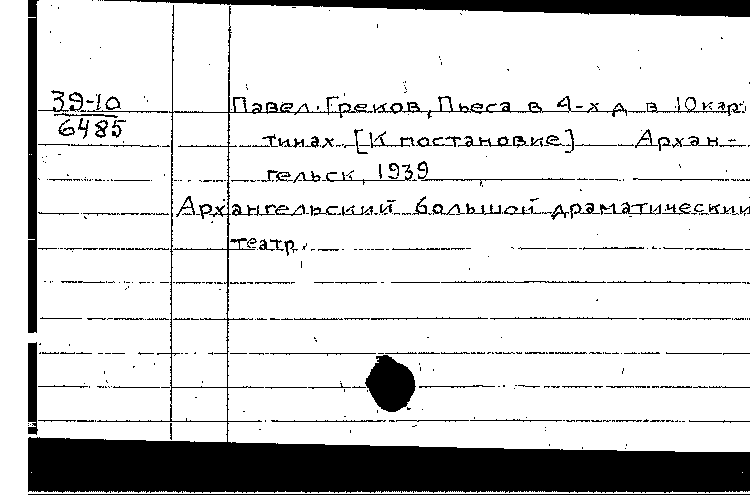 39-10
6485
Павел Греков, Пьеса в 4-х д. в 10 кар-
тинах. [К постановке] Архан-
гельск, 1939
Архангельский большой драматический
театр.